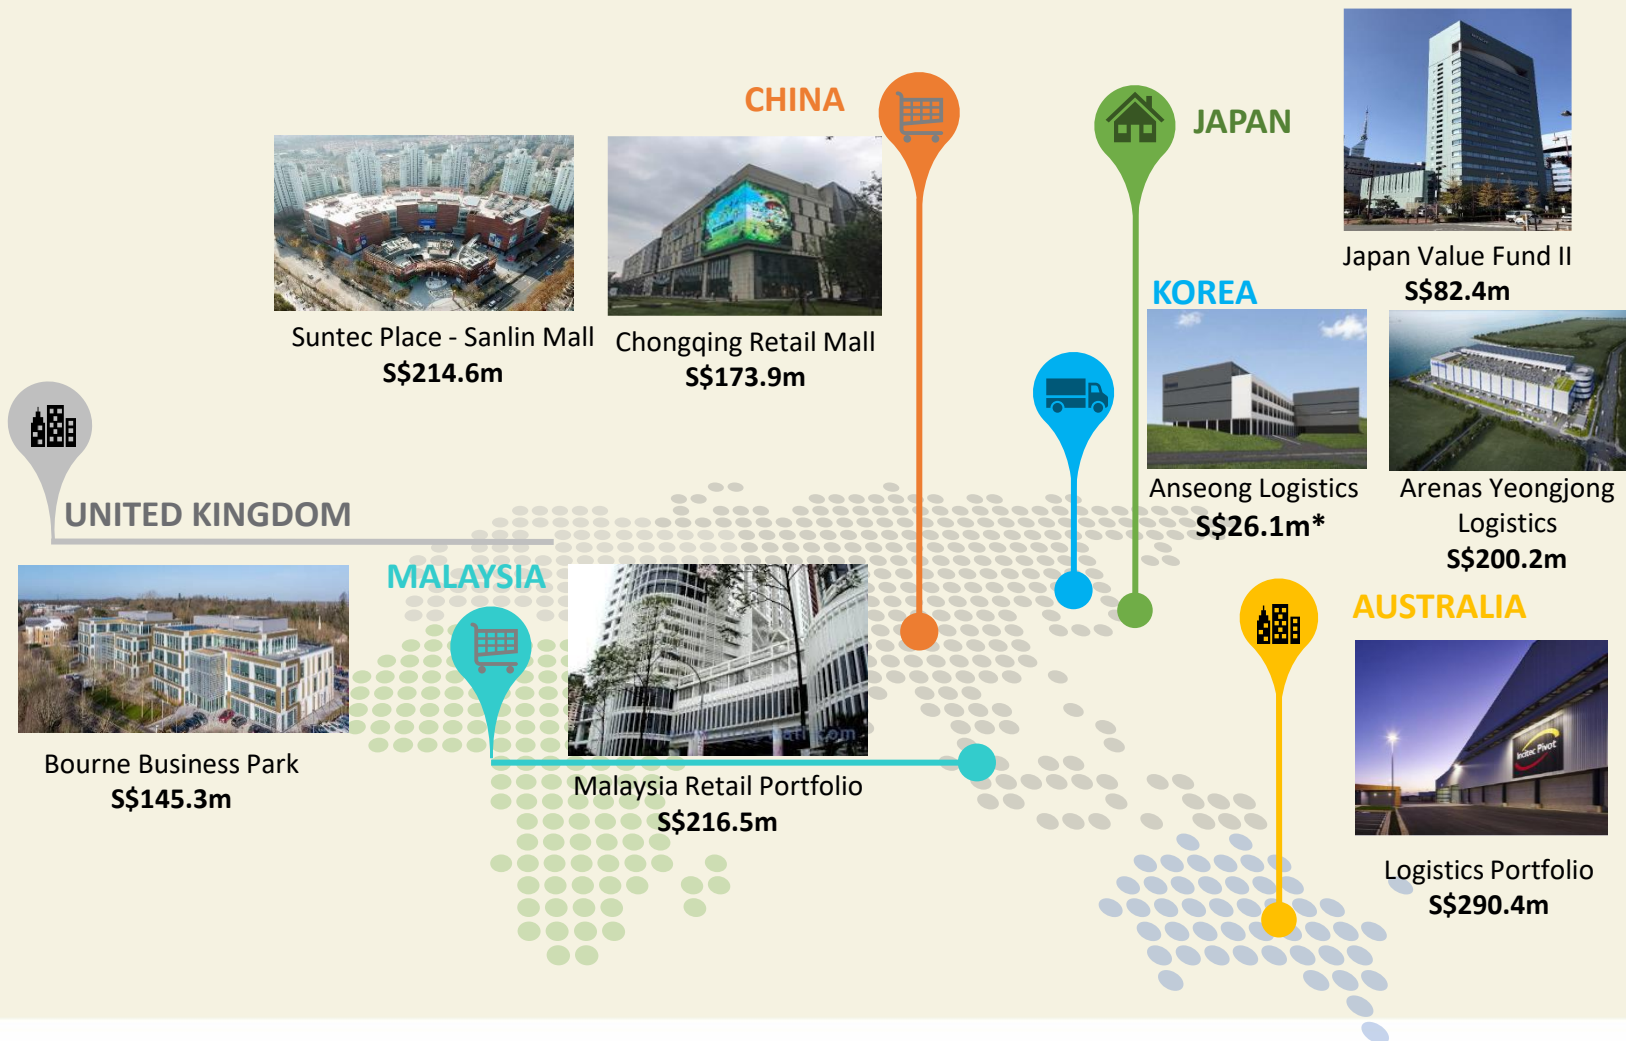 CHINA
JAPAN
Japan Value Fund II
S$82.4m
Suntec Place - Sanlin Mall
S$214.6m
Chongqing Retail Mall
S$173.9m
KOREA
Anseong Logistics
S$26.1m*
Arenas Yeongjong
Logistics
S$200.2m
UNITED KINGDOM
Bourne Business Park
S$145.3m
MALAYSIA
Malaysia Retail Portfolio
S$216.5m
AUSTRALIA
Incitec Pivot
Logistics Portfolio
S$290.4m